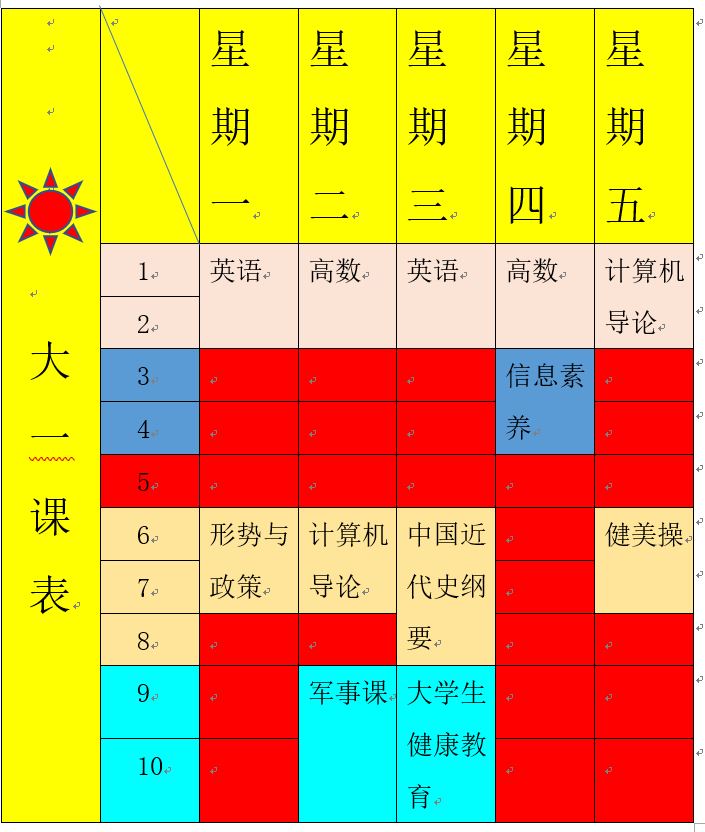 大
一
课
表
星
期
一
星
期
二
星
期
三
星
期
四
星
期
五
1
英语
高数
英语
高数
计算机
导论
2
3
信息素
养
4
5
6
形势与
政策
计算机
导论
中国近
代史纲
要
健美操
7
8
9
军事课
大学生
健康教
育
10